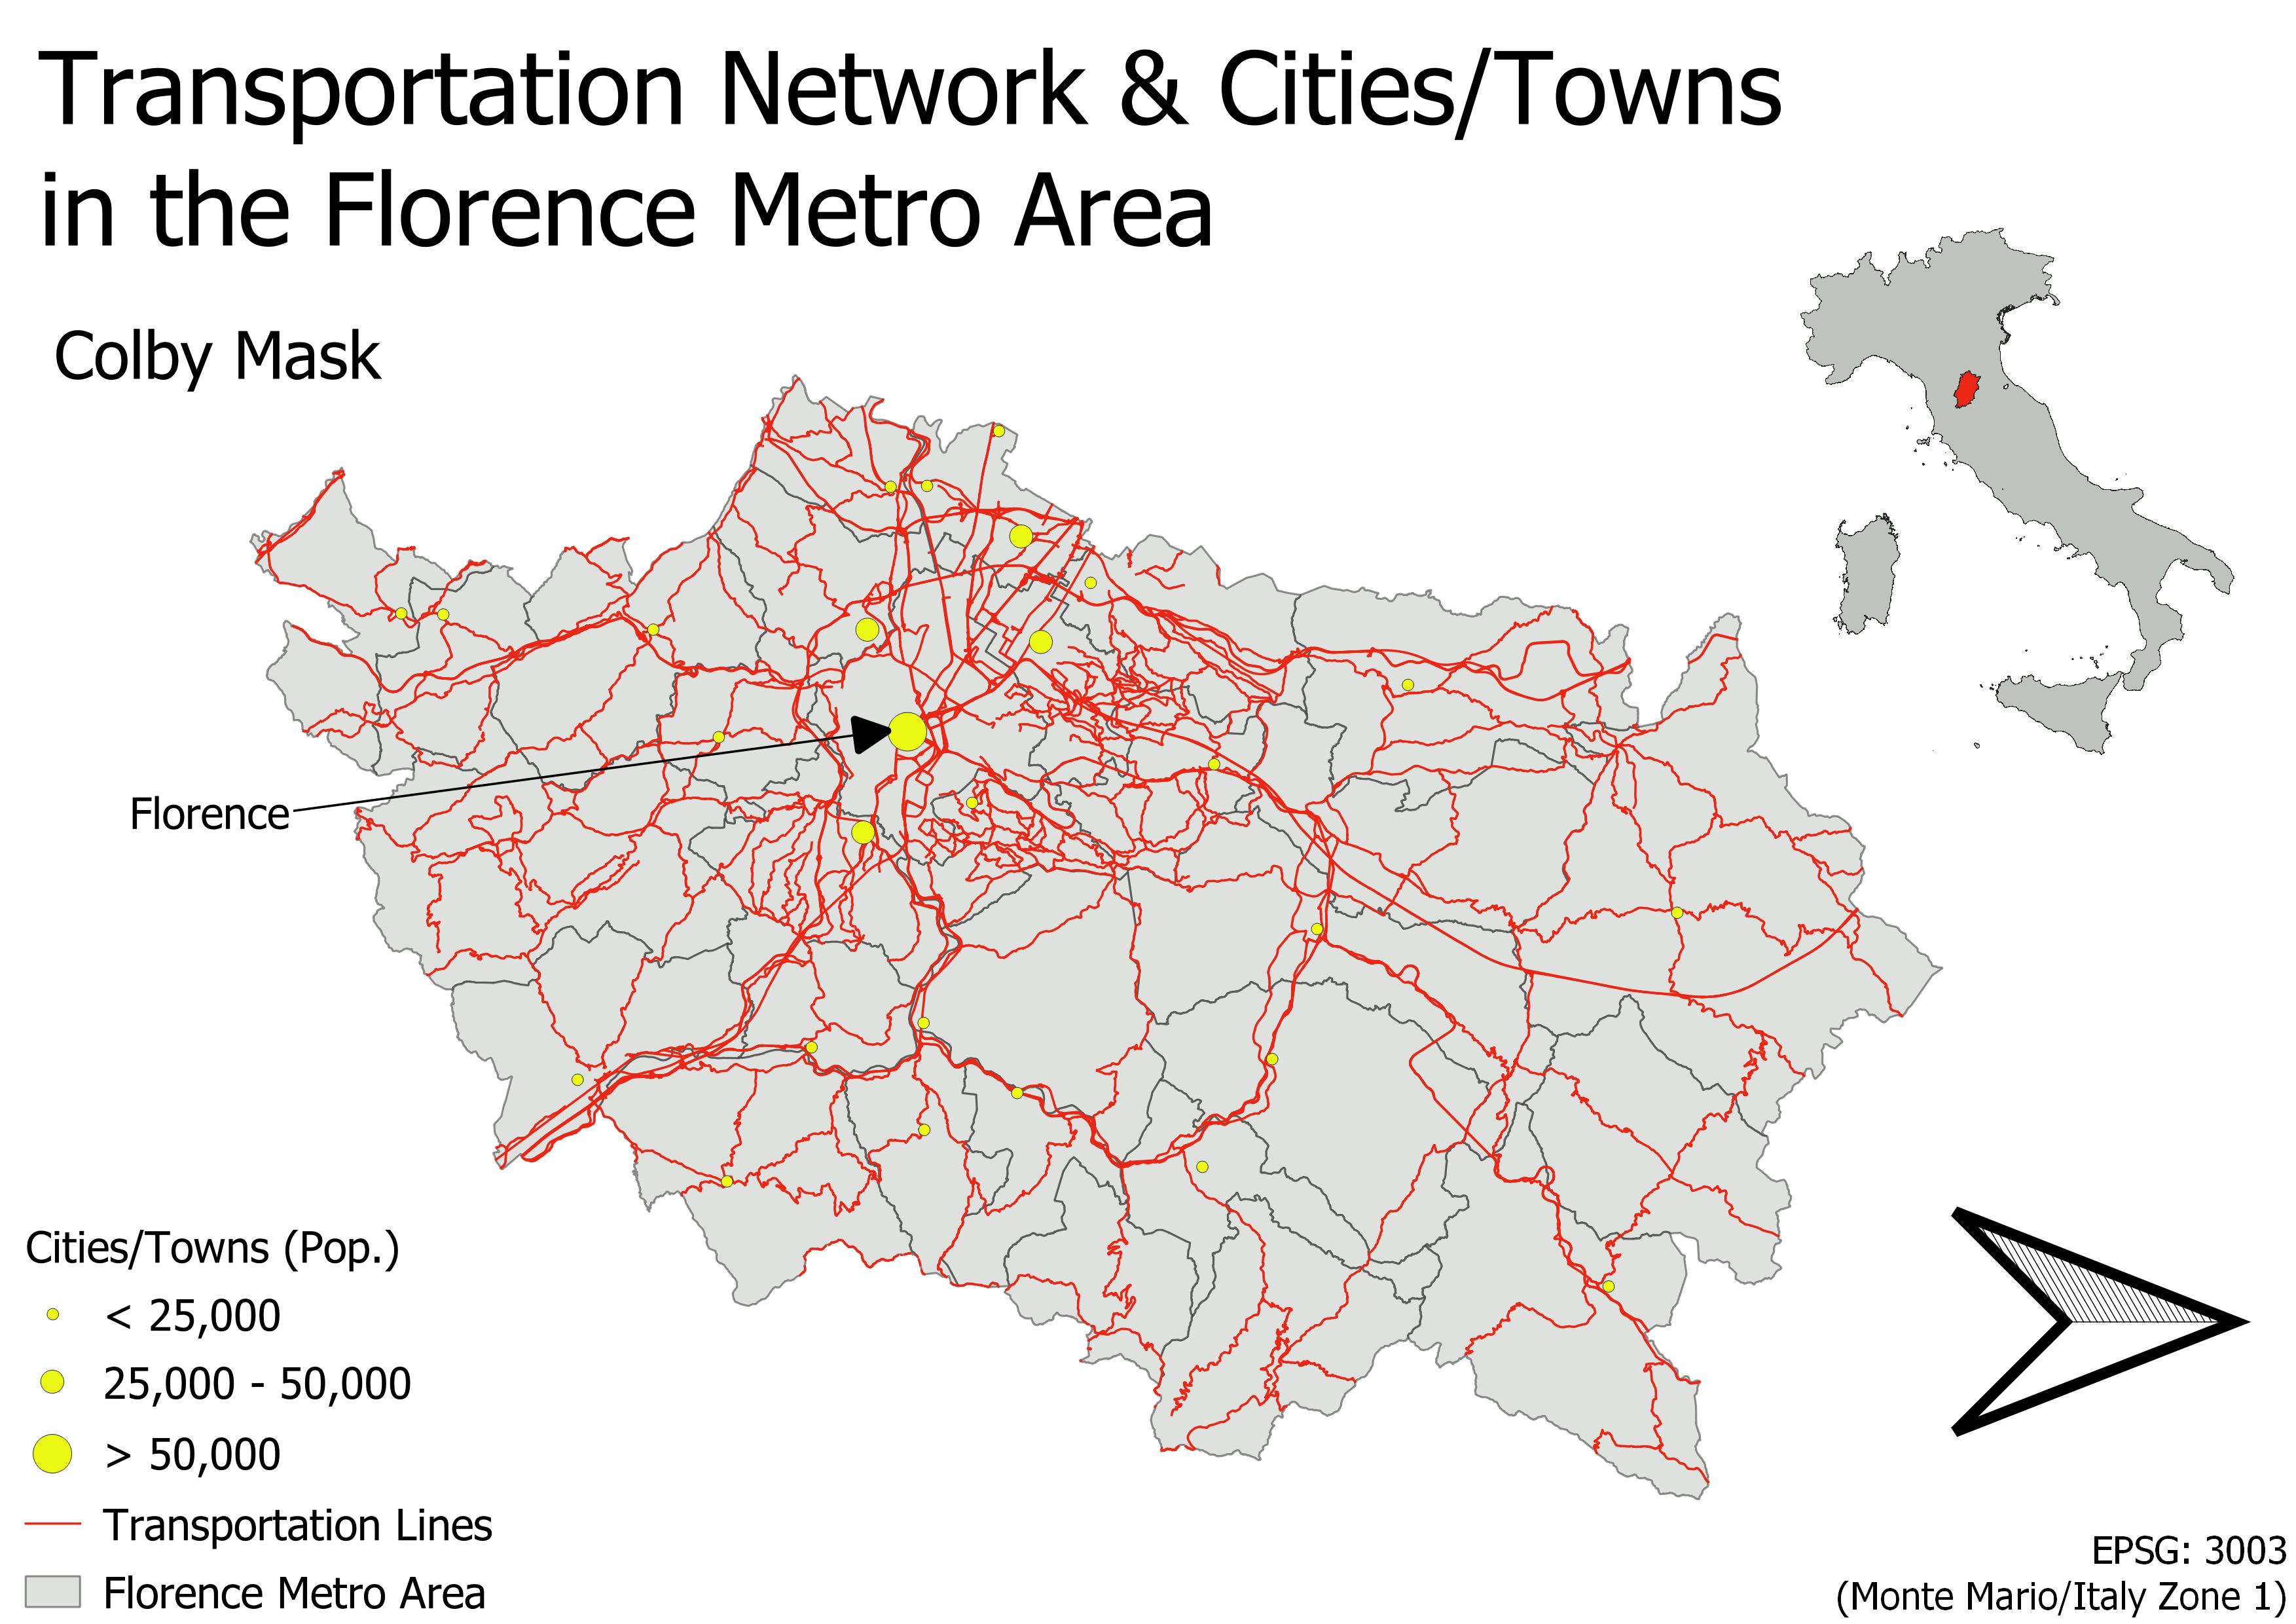 Transportation Network & Cities/Towns
in the Florence Metro Area
Colby Mask
Florence
Cities/Towns (Pop.)
< 25,000
25,000 - 50,000
> 50,000
Transportation Lines
Florence Metro Area
EPSG: 3003
(Monte Mario/Italy Zone 1)